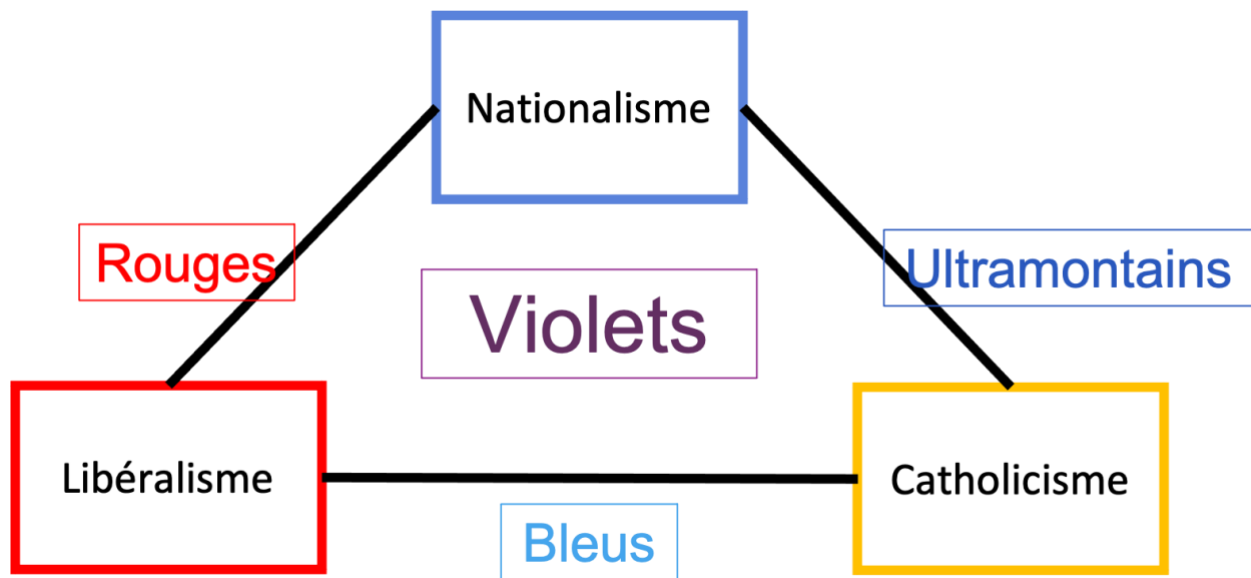 Nationalisme
Rouges
Ultramontains
Violets
Libéralisme
Catholicisme
Bleus